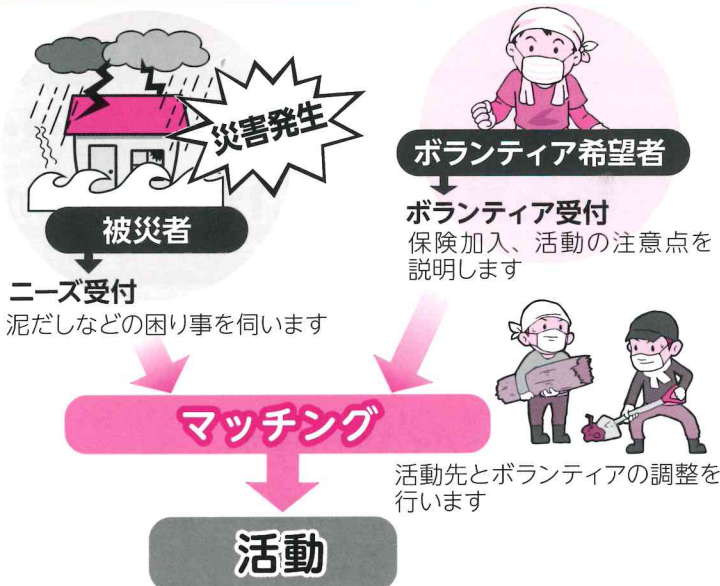 災害発生
被災者
ニーズ受付
泥だしなどの困り事を伺います
ボランティア希望者
ボランティア受付
保険加入、活動の注意点を
説明します
マッチング
活動先とボランティアの調整を
行います
活動